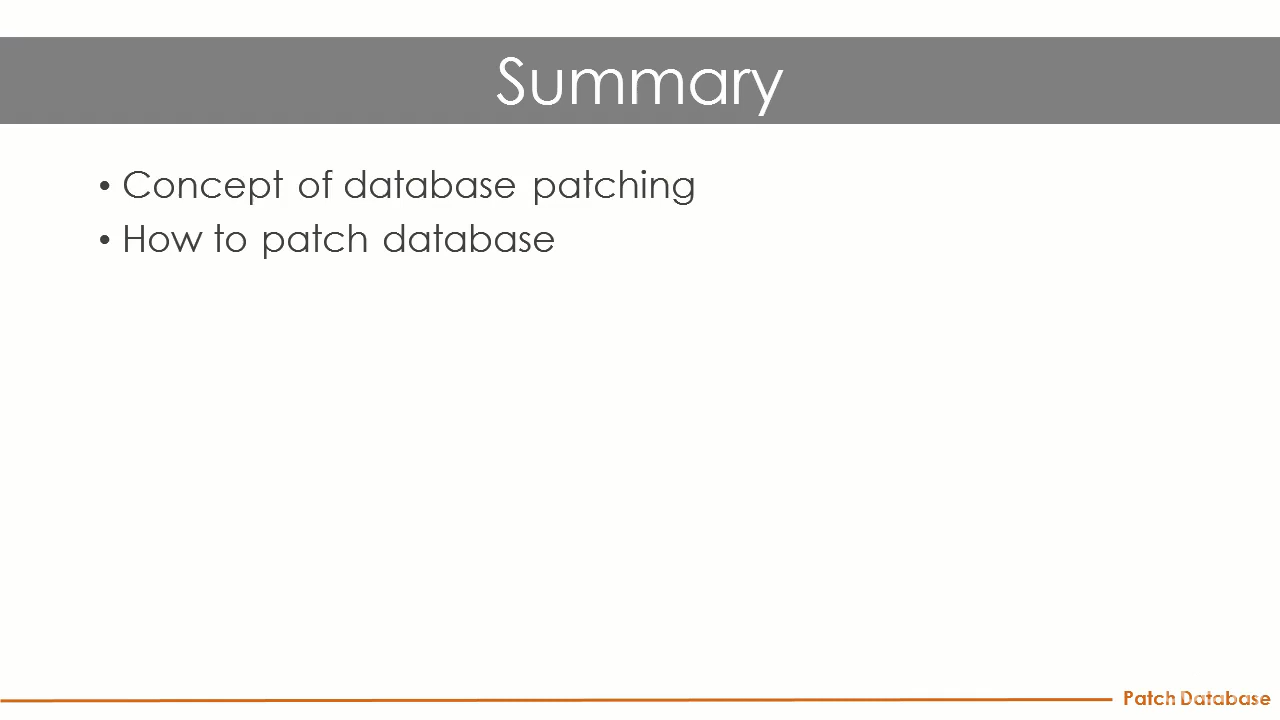 Summary
• Concept of database patching
• How to patch database
Patch Database